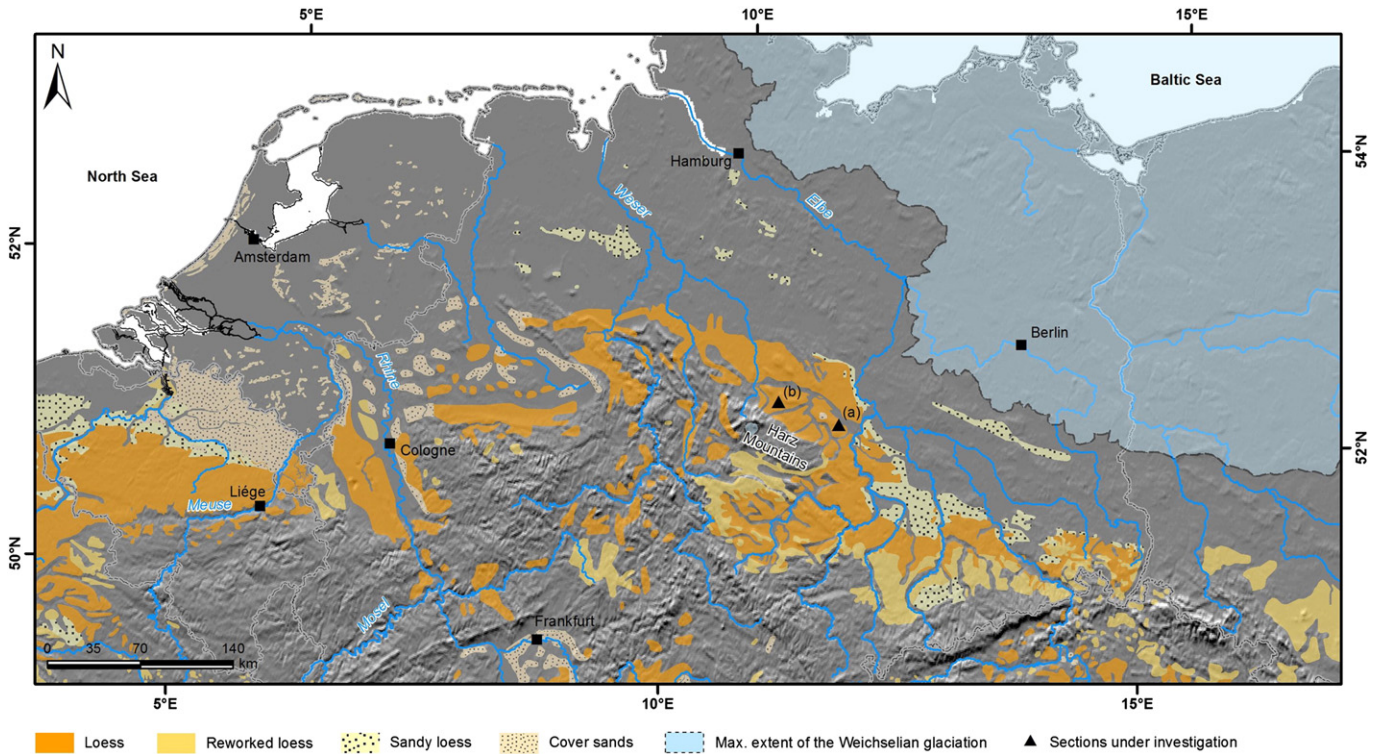 5°E
10°E
15°E
N
Baltic Sea
54°N
Hamburg
North Sea
Weser
Elbe
52°N
Amsterdam
Berlin
Rhine
(b)
(a)
Harz
Mountains
52°N
Cologne
Liége
Meuse
50°N
Mosel
Frankfurt
0 35 70 140
km
5°E
10°E
15°E
Loess
Reworked loess
Sandy loess
Cover sands
Max. extent of the Weichselian glaciation
Sections under investigation